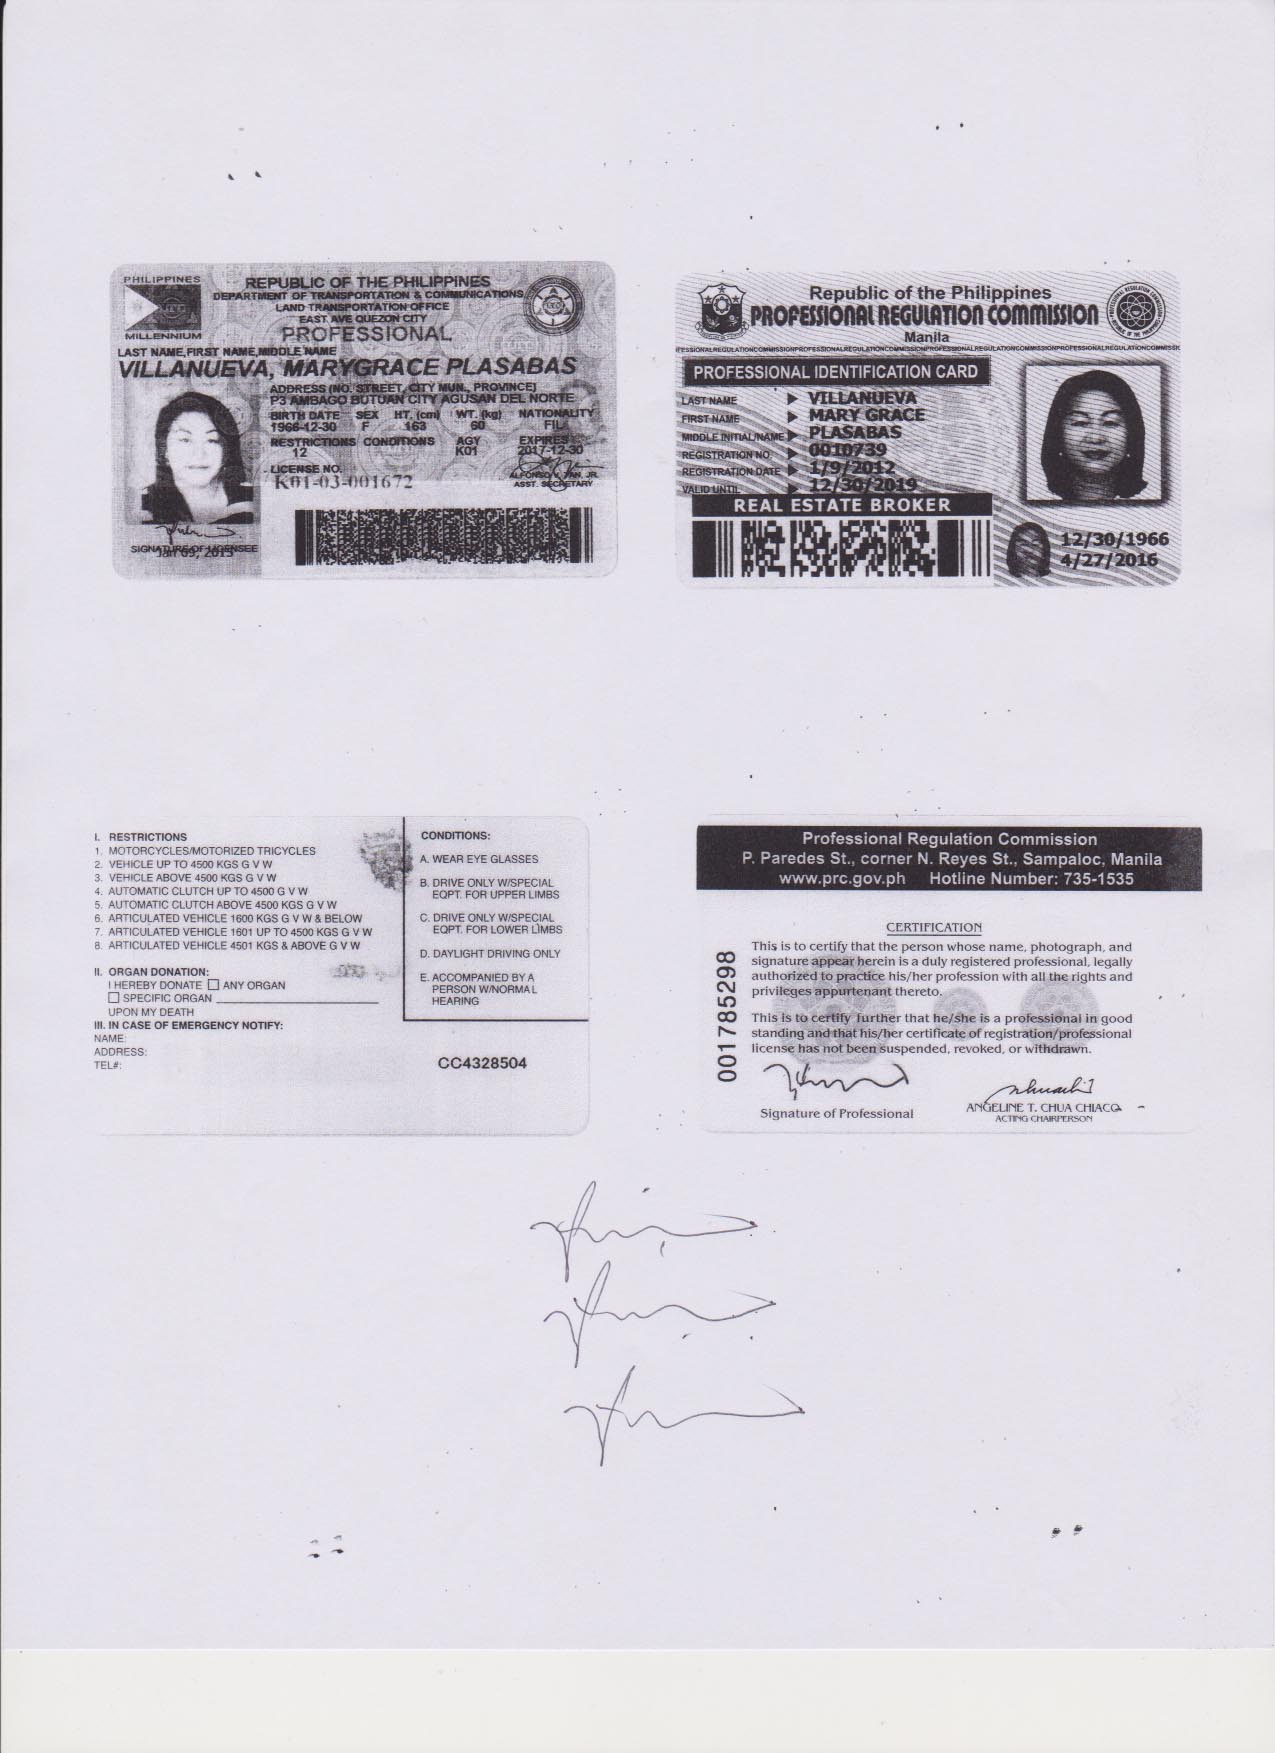 PHILIPPINES
MILLENNIUM
REPUBLIC OF THE PHILIPPINES
DEPARTMENT OF TRANSPORTATION & COMMUNICATIONS
LAND TRANSPORTATION OFFICE
EAST AVE QUEZON CITY
PROFESSIONAL
LAST NAME,FIRST NAME,MIDDLE NAME
VILLANUEVA, MARYGRACE PLASABAS
ADDRESS (NO. STREET, CITY MUN., PROVINCE)
P3 AMBAGO BUTUAN CITY AGUSAN DEL NORTE
BIRTH DATE SEX HT. (cm) WT. (kg) NATIONALITY
1966-12-30 F 163 60 FIL
RESTRICTIONS CONDITIONS AGY EXPIRES
12 K01 2017-12-30
LICENSE NO.
K01-03-001672
ASST. SECRETARY
SIGNATURE OF LICENSEE
Republic of the Philippines
PROFESSIONAL REGULATION COMMISSION
Manila
PROFESSIONAL IDENTIFICATION CARD
LAST NAME VILLANUEVA
FIRST NAME MARY GRACE
MIDDLE INITIAL/NAME PLASABAS
REGISTRATION NO. 0010739
REGISTRATION DATE 1/9/2012
VALID UNTIL 12/30/2019
REAL ESTATE BROKER
12/30/1966
4/27/2016
I. RESTRICTIONS
1. MOTORCYCLES/MOTORIZED TRICYCLES
2. VEHICLE UP TO 4500 KGS G V W
3. VEHICLE ABOVE 4500 KGS G V W
4. AUTOMATIC CLUTCH UP TO 4500 G V W
5. AUTOMATIC CLUTCH ABOVE 4500 KGS G V W
6. ARTICULATED VEHICLE 1600 KGS G V W & BELOW
7. ARTICULATED VEHICLE 1601 UP TO 4500 KGS G V W
8. ARTICULATED VEHICLE 4501 KGS & ABOVE G V W
II. ORGAN DONATION:
I HEREBY DONATE ANY ORGAN
SPECIFIC ORGAN
UPON MY DEATH
III. IN CASE OF EMERGENCY NOTIFY:
NAME:
ADDRESS:
TEL#:
CONDITIONS:
A. WEAR EYE GLASSES
B. DRIVE ONLY W/SPECIAL
EQPT. FOR UPPER LIMBS
C. DRIVE ONLY W/SPECIAL
EQPT. FOR LOWER LIMBS
D. DAYLIGHT DRIVING ONLY
E. ACCOMPANIED BY A
PERSON W/NORMAL
HEARING
CC4328504
Professional Regulation Commission
P. Paredes St., corner N. Reyes St., Sampaloc, Manila
www.prc.gov.ph Hotline Number: 735-1535
CERTIFICATION
This is to certify that the person whose name, photograph, and
signature appear herein is a duly registered professional, legally
authorized to practice his/her profession with all the rights and
privileges appurtenant thereto.
This is to certify further that he/she is a professional in good
standing and that his/her certificate of registration/professional
license has not been suspended, revoked, or withdrawn.
001785298
Signature of Professional
ANGELINE T. CHUA CHIACO
ACTING CHAIRPERSON